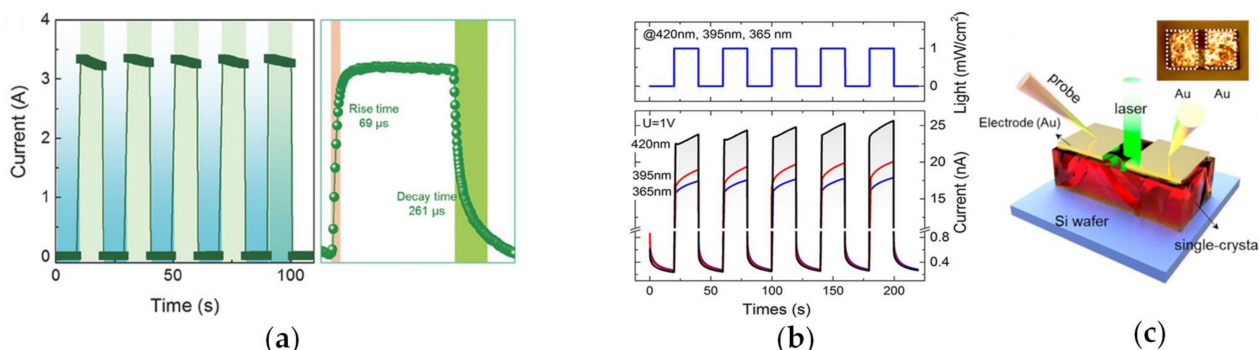 4
3
2
1
0
Current (A)
0
50
100
Time (s)
Rise time
69 µs
Decay time
261 µs
(a)
@420nm, 395nm, 365 nm
1
0
Light (mW/cm²)
U=1V
420nm
395nm
365nm
25
20
15
0.8
0.4
Current (nA)
0
50
100
150
200
Times (s)
(b)
Au
Au
probe
laser
Electrode (Au)
Si wafer
single-crysta
(c)